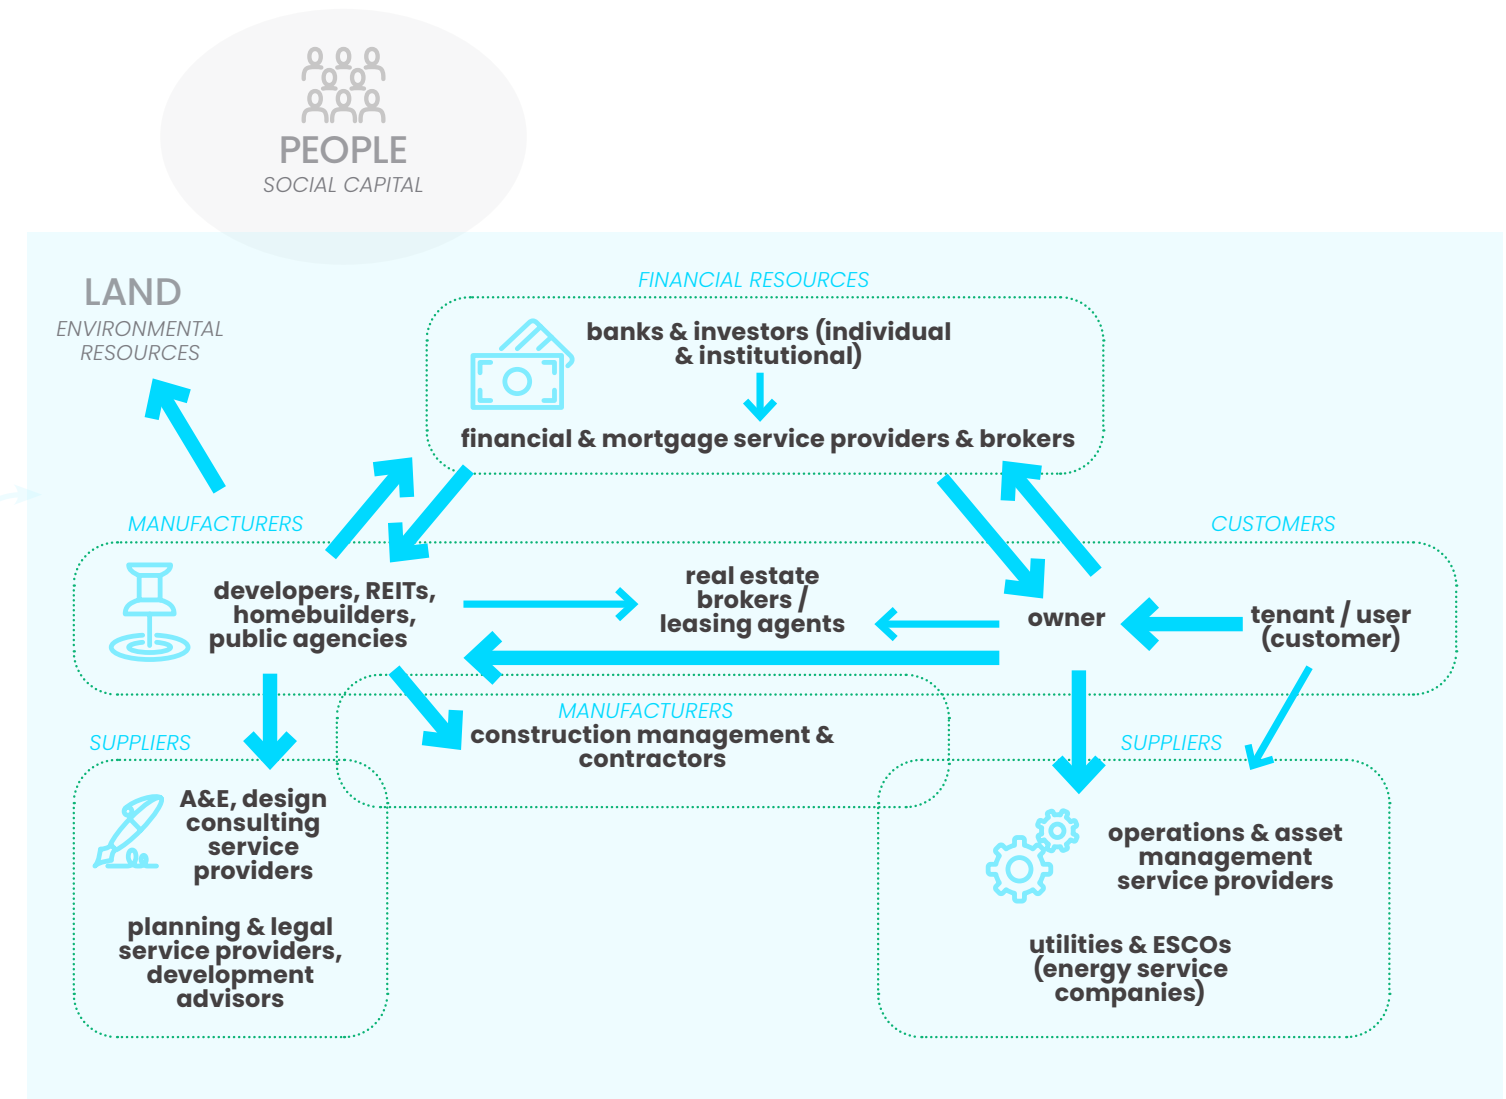 PEOPLE
SOCIAL CAPITAL
LAND
ENVIRONMENTAL
RESOURCES
FINANCIAL RESOURCES
banks & investors (individual
& institutional)
financial & mortgage service providers & brokers
MANUFACTURERS
CUSTOMERS
developers, REITs,
homebuilders,
public agencies
real estate
brokers /
leasing agents
owner
tenant / user
(customer)
MANUFACTURERS
construction management &
contractors
SUPPLIERS
A&E, design
consulting
service
providers
planning & legal
service providers,
development
advisors
SUPPLIERS
operations & asset
management
service providers
utilities & ESCOs
(energy service
companies)